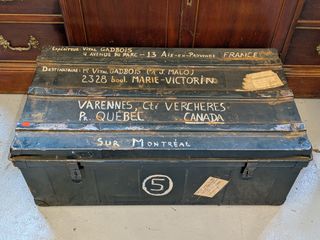 EXPÉDITEUR VITAL GADBOIS
4 AVENUE DU PARC - 13 AIX-EN-PROVENCE FRANCE
DESTINATAIRE: M VITAL GADBOIS (A/S J. MALO)
2328 boul. MARIE-VICTORIN
VARENNES, Cté VERCHÈRES
Pr. QUÉBEC CANADA
SUR MONTRÉAL
5